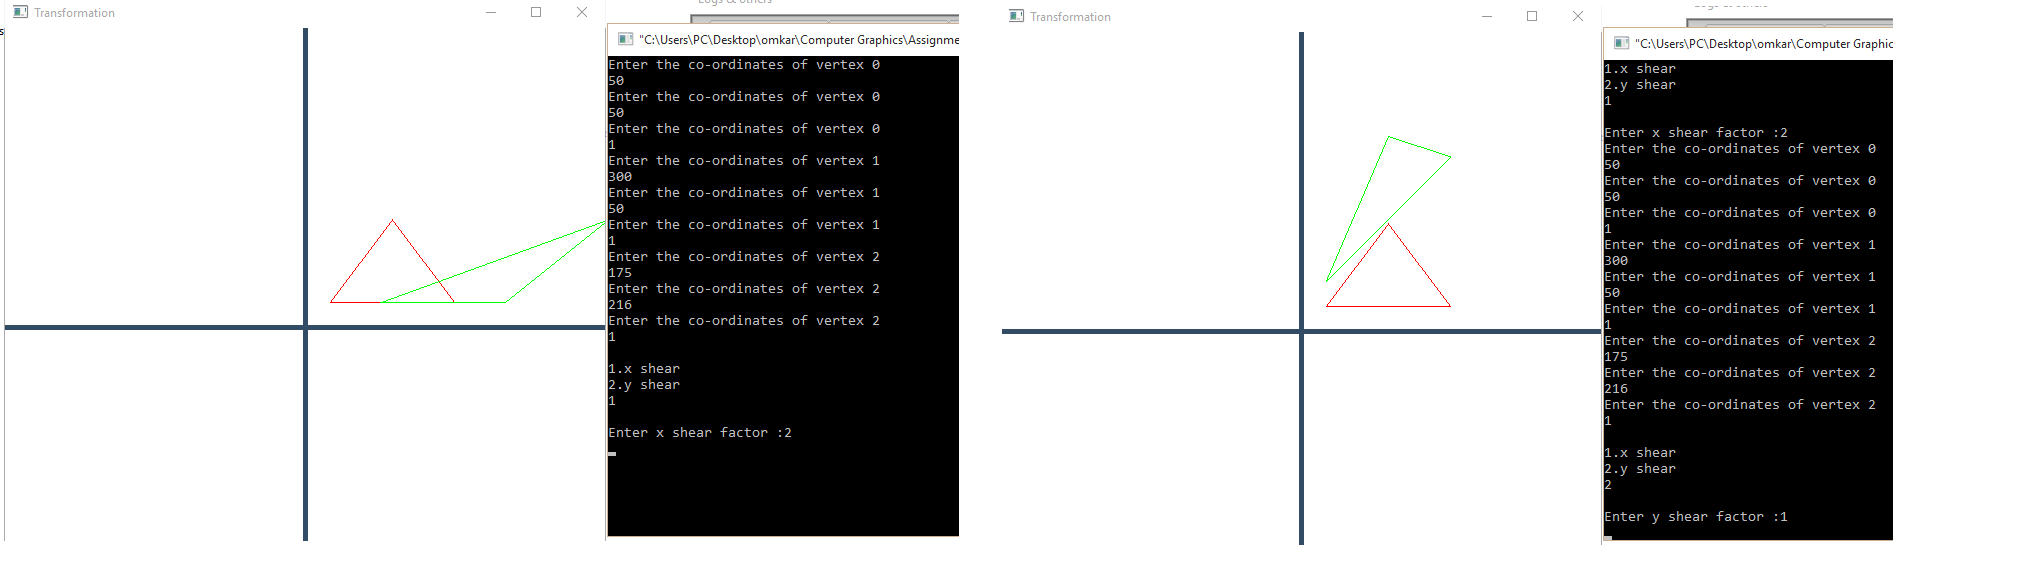 Transformation
Logs & others
"C:\Users\PC\Desktop\omkar\Computer Graphics\Assignme
s
Enter the co-ordinates of vertex 0
50
Enter the co-ordinates of vertex 0
50
Enter the co-ordinates of vertex 0
1
Enter the co-ordinates of vertex 1
300
Enter the co-ordinates of vertex 1
50
Enter the co-ordinates of vertex 1
1
Enter the co-ordinates of vertex 2
175
Enter the co-ordinates of vertex 2
216
Enter the co-ordinates of vertex 2
1
1.x shear
2.y shear
1
Enter x shear factor :2
Transformation
Logs & others
"C:\Users\PC\Desktop\omkar\Computer Graphic
1.x shear
2.y shear
1
Enter x shear factor :2
Enter the co-ordinates of vertex 0
50
Enter the co-ordinates of vertex 0
50
Enter the co-ordinates of vertex 0
1
Enter the co-ordinates of vertex 1
300
Enter the co-ordinates of vertex 1
50
Enter the co-ordinates of vertex 1
1
Enter the co-ordinates of vertex 2
175
Enter the co-ordinates of vertex 2
216
Enter the co-ordinates of vertex 2
1
1.x shear
2.y shear
2
Enter y shear factor :1